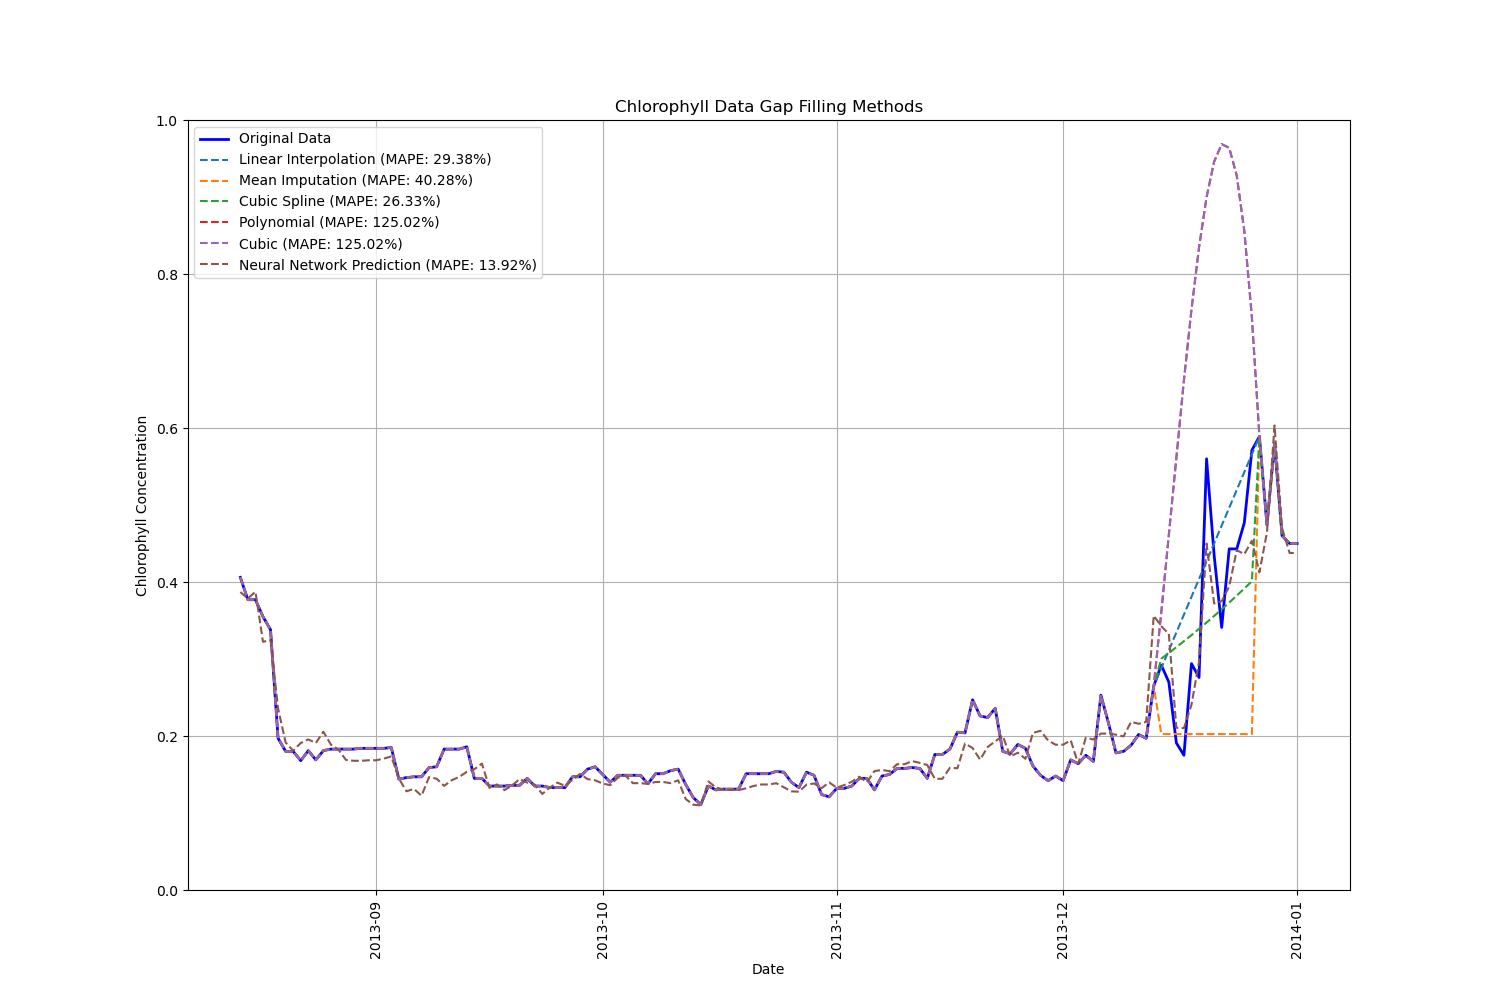 Chlorophyll Data Gap Filling Methods
1.0
0.8
0.6
0.4
0.2
0.0
Chlorophyll Concentration
Original Data
Linear Interpolation (MAPE: 29.38%)
Mean Imputation (MAPE: 40.28%)
Cubic Spline (MAPE: 26.33%)
Polynomial (MAPE: 125.02%)
Cubic (MAPE: 125.02%)
Neural Network Prediction (MAPE: 13.92%)
2013-09
2013-10
2013-11
2013-12
2014-01
Date